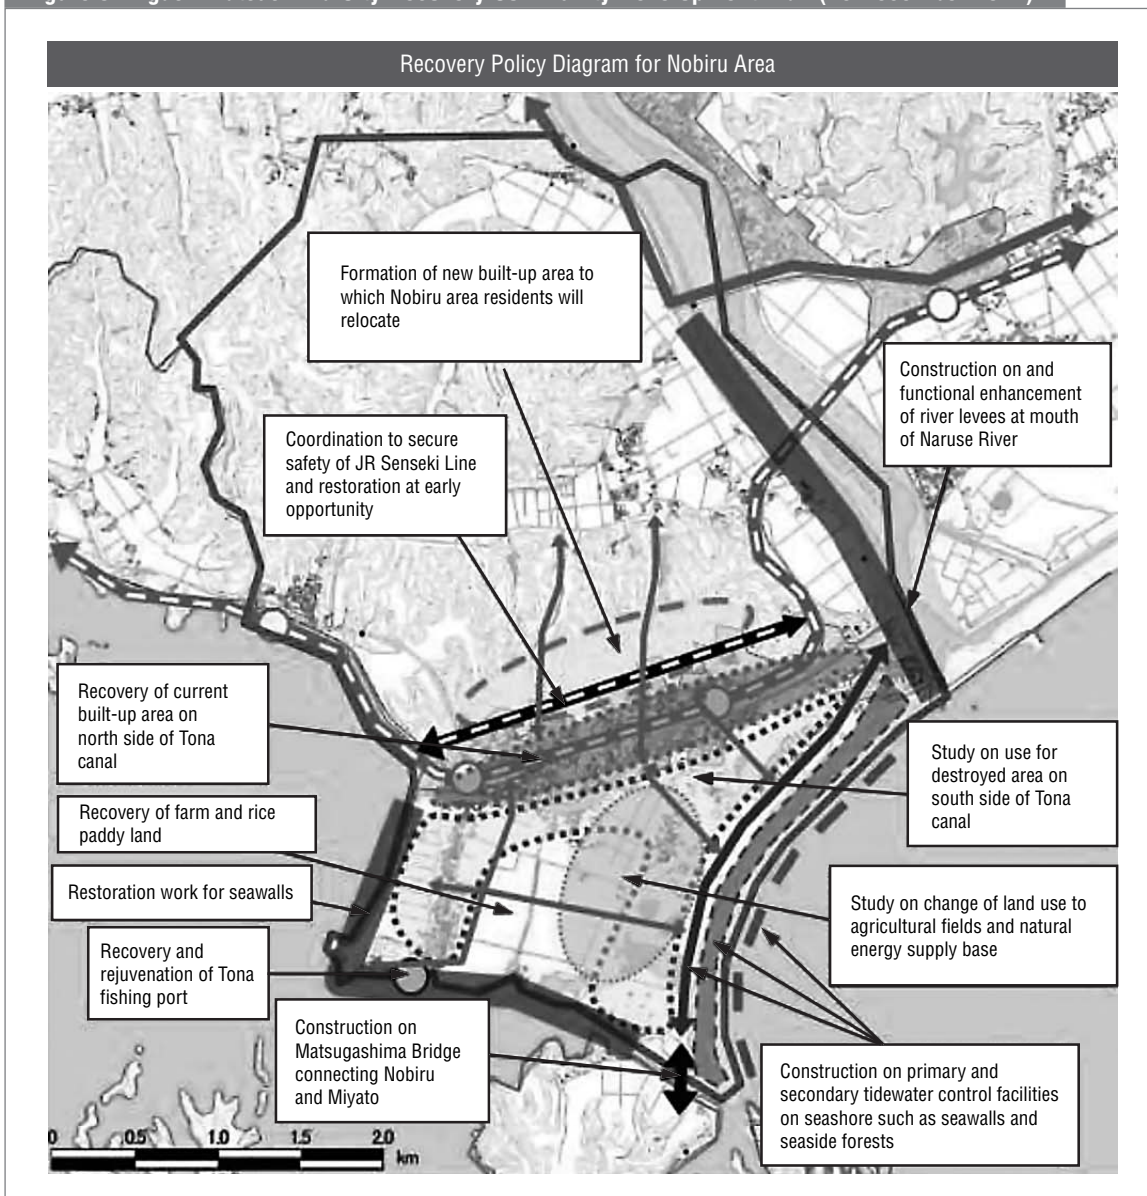 Recovery Policy Diagram for Nobiru Area
Formation of new built-up area to
which Nobiru area residents will
relocate
Construction on and
functional enhancement
of river levees at mouth
of Naruse River
Coordination to secure
safety of JR Senseki Line
and restoration at early
opportunity
Recovery of current
built-up area on
north side of Tona
canal
Study on use for
destroyed area on
south side of Tona
canal
Recovery of farm and rice
paddy land
Restoration work for seawalls
Study on change of land use to
agricultural fields and natural
energy supply base
Recovery and
rejuvenation of Tona
fishing port
Construction on
Matsugashima Bridge
connecting Nobiru
and Miyato
Construction on primary and
secondary tidewater control facilities
on seashore such as seawalls and
seaside forests
0 0.5 1.0 1.5 2.0
km